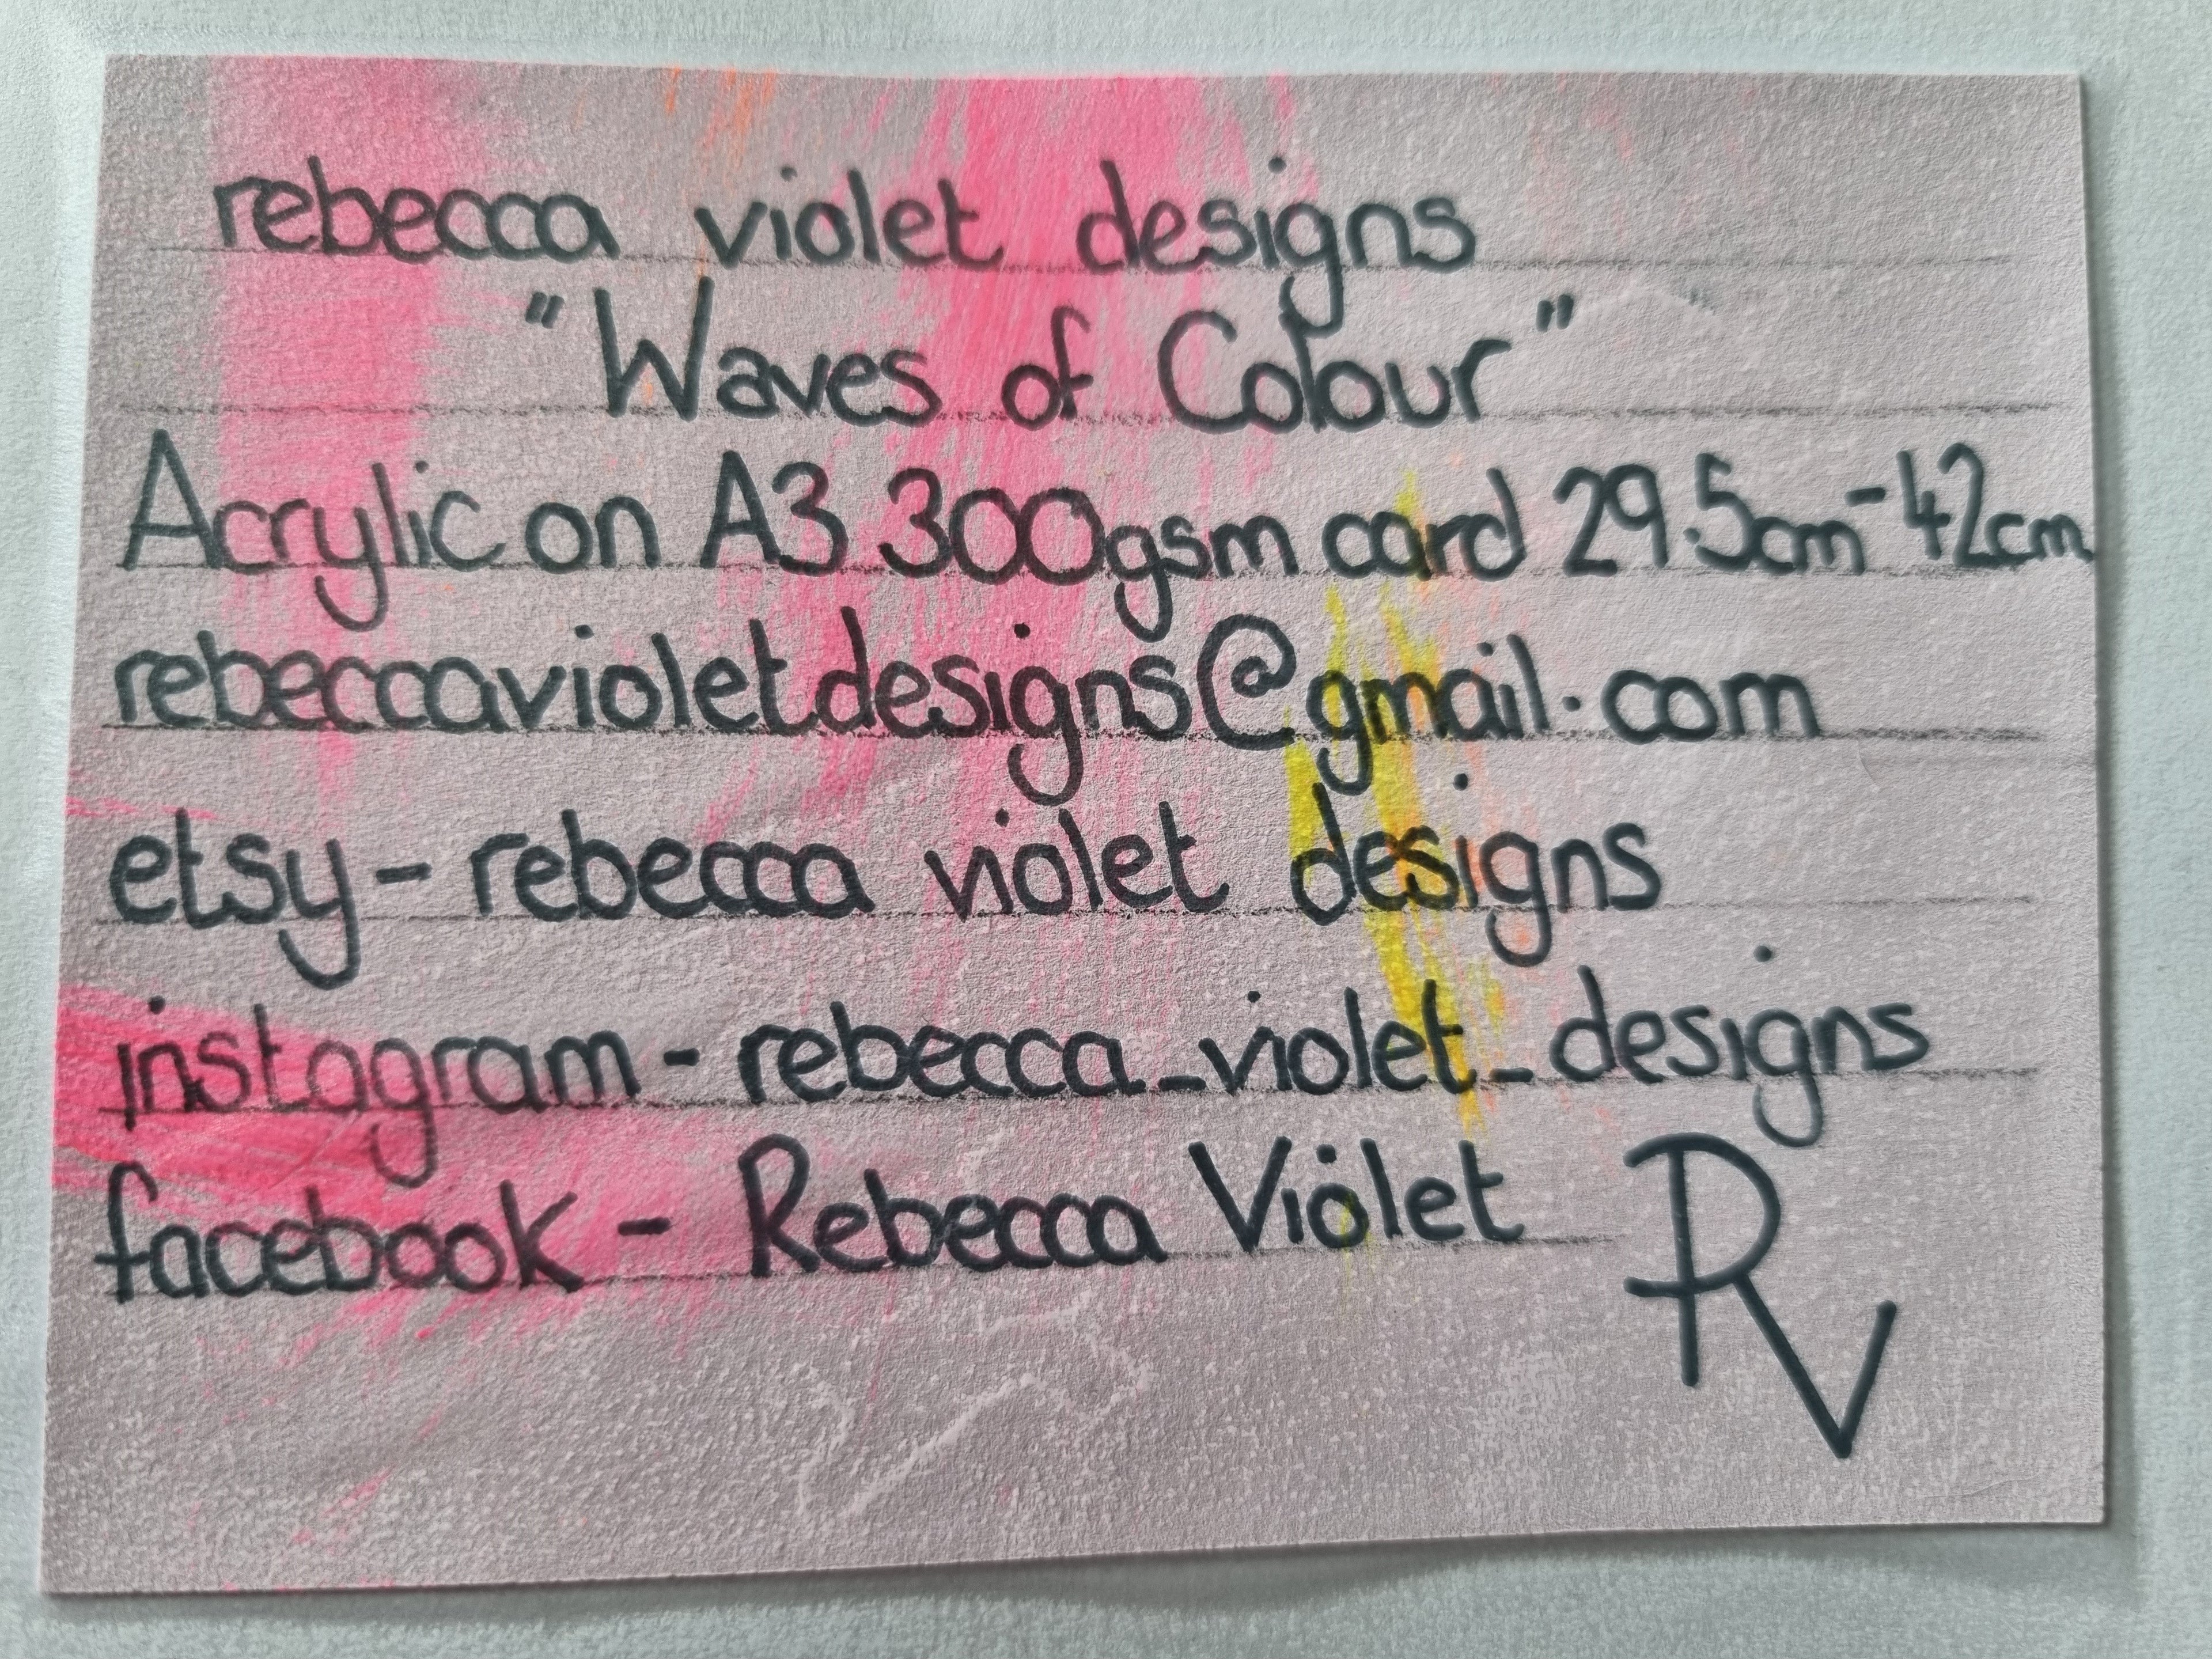 rebecca violet designs
"Waves of Colour"
Acrylic on A3 300gsm card 29.5cm-42cm
rebeccavioletdesigns@gmail.com
etsy - rebecca violet designs
instagram - rebecca_violet_designs
facebook - Rebecca Violet
RV